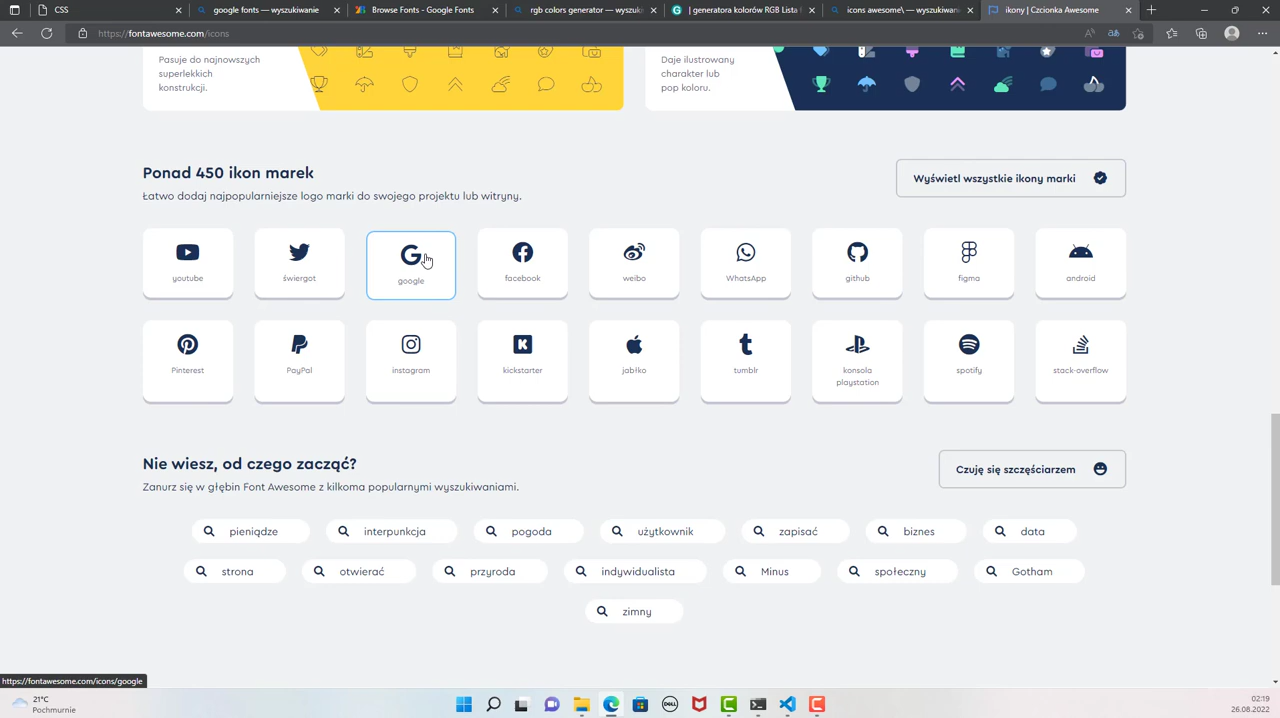 CSS
google fonts — wyszukiwanie
Browse Fonts - Google Fonts
rgb colors generator — wyszuk
| generatora kolorów RGB Lista
icons awesome\ — wyszukiwan
ikony | Czcionka Awesome
https://fontawesome.com/icons
Pasuje do najnowszych
superlekkich
konstrukcji.
Daje ilustrowany
charakter lub
pop koloru.
Ponad 450 ikon marek
Łatwo dodaj najpopularniejsze logo marki do swojego projektu lub witryny.
Wyświetl wszystkie ikony marki
youtube
świergot
google
facebook
weibo
WhatsApp
github
figma
android
Pinterest
PayPal
instagram
kickstarter
jabłko
tumblr
konsola
playstation
spotify
stack-overflow
Nie wiesz, od czego zacząć?
Zanurz się w głębin Font Awesome z kilkoma popularnymi wyszukiwaniami.
Czuję się szczęściarzem
pieniądze
interpunkcja
pogoda
użytkownik
zapisać
biznes
data
strona
otwierać
przyroda
indywidualista
Minus
społeczny
Gotham
zimny
https://fontawesome.com/icons/google
21°C
Pochmurnie
02:19
26.08.2022